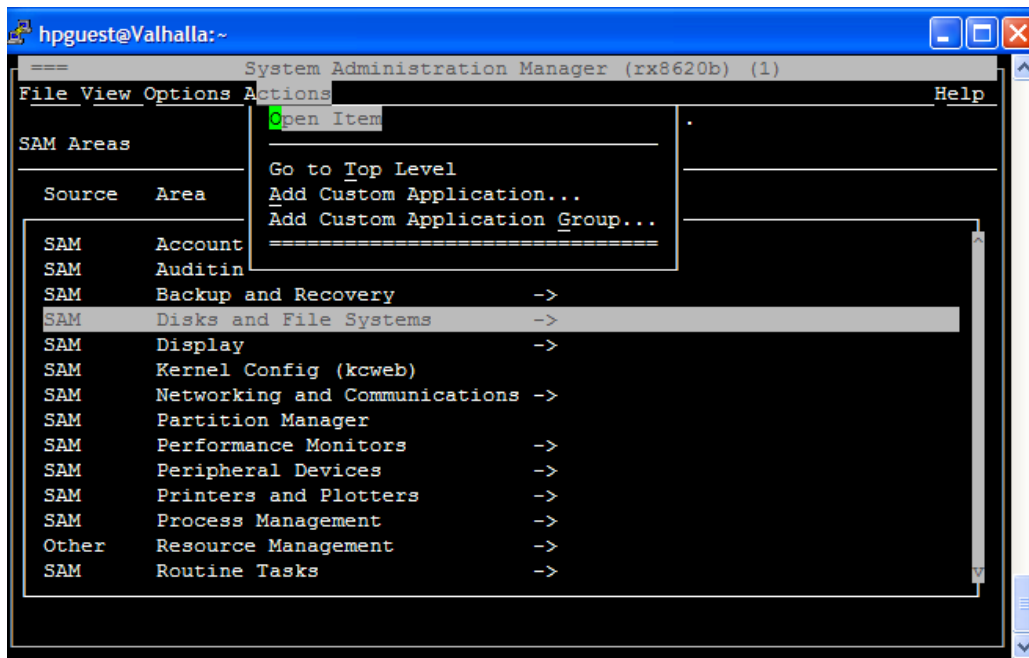 hpguest@Valhalla:~
=== System Administration Manager (rx8620b) (1)
File View Options Actions Help
Open Item .
SAM Areas
Go to Top Level
Source Area Add Custom Application...
Add Custom Application Group...
SAM Account ===============================
SAM Auditin
SAM Backup and Recovery ->
SAM Disks and File Systems ->
SAM Display ->
SAM Kernel Config (kcweb)
SAM Networking and Communications ->
SAM Partition Manager
SAM Performance Monitors ->
SAM Peripheral Devices ->
SAM Printers and Plotters ->
SAM Process Management ->
Other Resource Management ->
SAM Routine Tasks ->